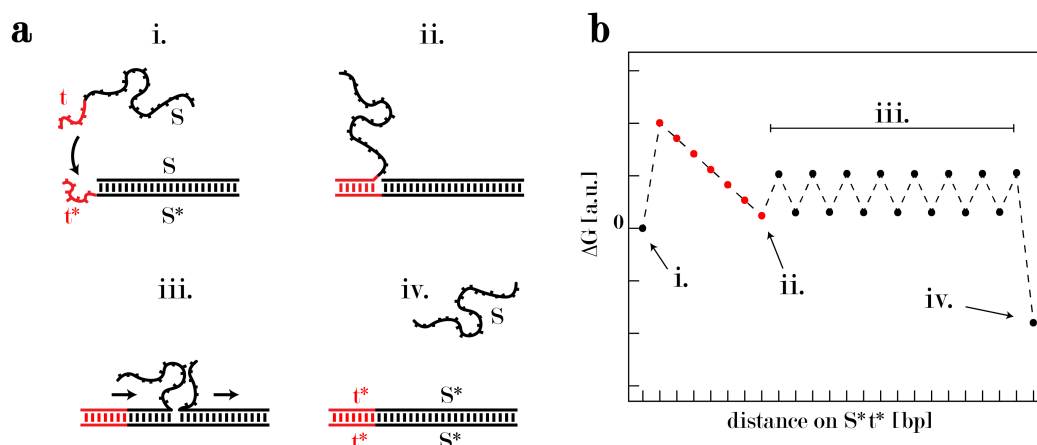 a
i.
ii.
t
S
S
t*
S*
iii.
iv.
S
t*
S*
t*
S*
b
ΔG [a.u.]
0
iii.
i.
ii.
iv.
distance on S*t* [bp]